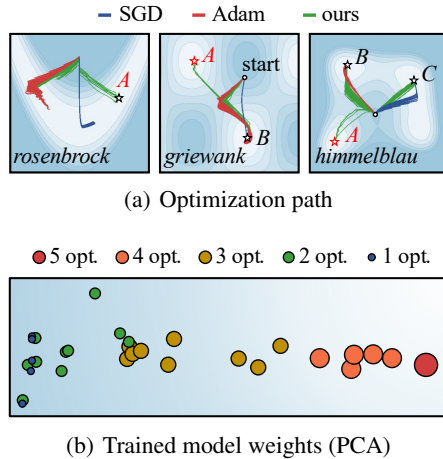 SGD Adam ours
A
rosenbrock
A
start
B
griewank
B
C
A
himmelblau
(a) Optimization path
5 opt. 4 opt. 3 opt. 2 opt. 1 opt.
(b) Trained model weights (PCA)